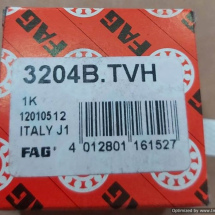 FAG
3204B.TVH
1K
12010512
ITALY J1
FAG
4 012801 161527